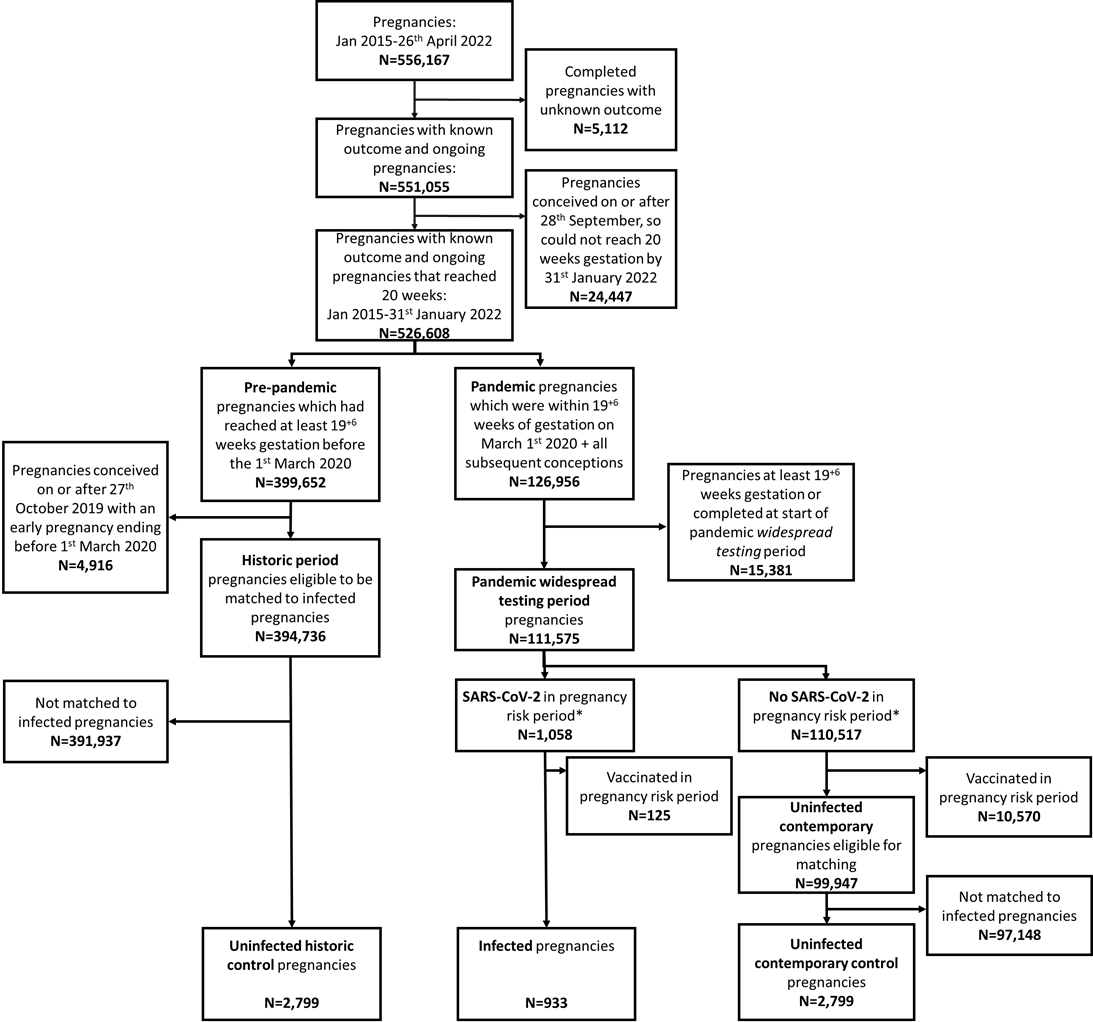 Pregnancies:
Jan 2015-26th April 2022
N=556,167
Completed
pregnancies with
unknown outcome
N=5,112
Pregnancies with known
outcome and ongoing
pregnancies:
N=551,055
Pregnancies
conceived on or after
28th September, so
could not reach 20
weeks gestation by
31st January 2022
N=24,447
Pregnancies with known
outcome and ongoing
pregnancies that reached
20 weeks:
Jan 2015-31st January 2022
N=526,608
Pre-pandemic
pregnancies which had
reached at least 19+6
weeks gestation before
the 1st March 2020
N=399,652
Pandemic pregnancies
which were within 19+6
weeks of gestation on
March 1st 2020 + all
subsequent conceptions
N=126,956
Pregnancies conceived
on or after 27th
October 2019 with an
early pregnancy ending
before 1st March 2020
N=4,916
Pregnancies at least 19+6
weeks gestation or
completed at start of
pandemic widespread
testing period
N=15,381
Historic period
pregnancies eligible to be
matched to infected
pregnancies
N=394,736
Pandemic widespread
testing period
pregnancies
N=111,575
Not matched to
infected pregnancies
N=391,937
SARS-CoV-2 in pregnancy
risk period*
N=1,058
No SARS-CoV-2 in
pregnancy risk period*
N=110,517
Vaccinated in
pregnancy risk period
N=125
Vaccinated in
pregnancy risk period
N=10,570
Uninfected
contemporary
pregnancies eligible for
matching
N=99,947
Not matched to
infected pregnancies
N=97,148
Uninfected historic
control pregnancies
N=2,799
Infected pregnancies
N=933
Uninfected
contemporary control
pregnancies
N=2,799